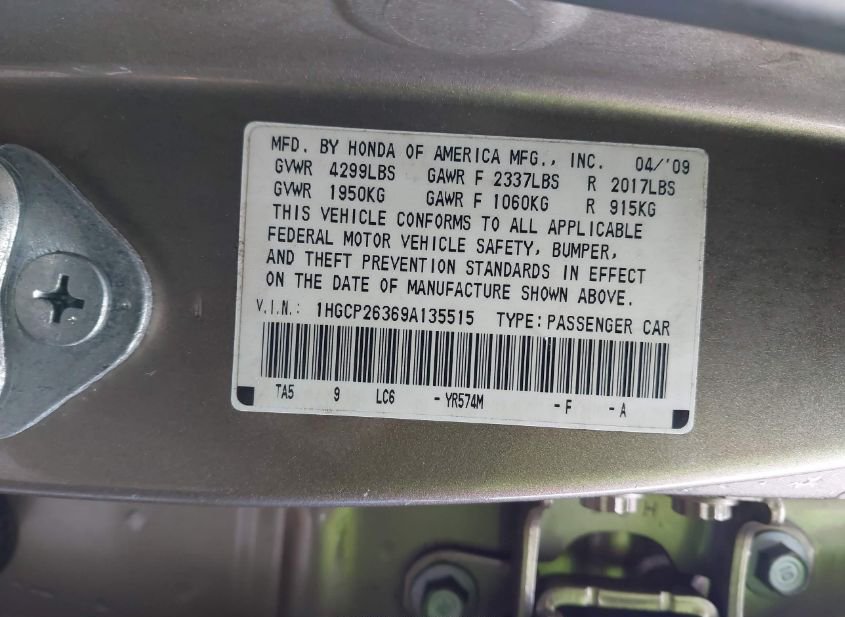 MFD. BY HONDA OF AMERICA MFG., INC. 04/'09
GVWR 4299LBS GAWR F 2337LBS R 2017LBS
GVWR 1950KG GAWR F 1060KG R 915KG
THIS VEHICLE CONFORMS TO ALL APPLICABLE
FEDERAL MOTOR VEHICLE SAFETY, BUMPER,
AND THEFT PREVENTION STANDARDS IN EFFECT
ON THE DATE OF MANUFACTURE SHOWN ABOVE.
V.I.N.: 1HGCP26369A135515 TYPE: PASSENGER CAR
TA5 9 LC6 -YR574M -F -A
H